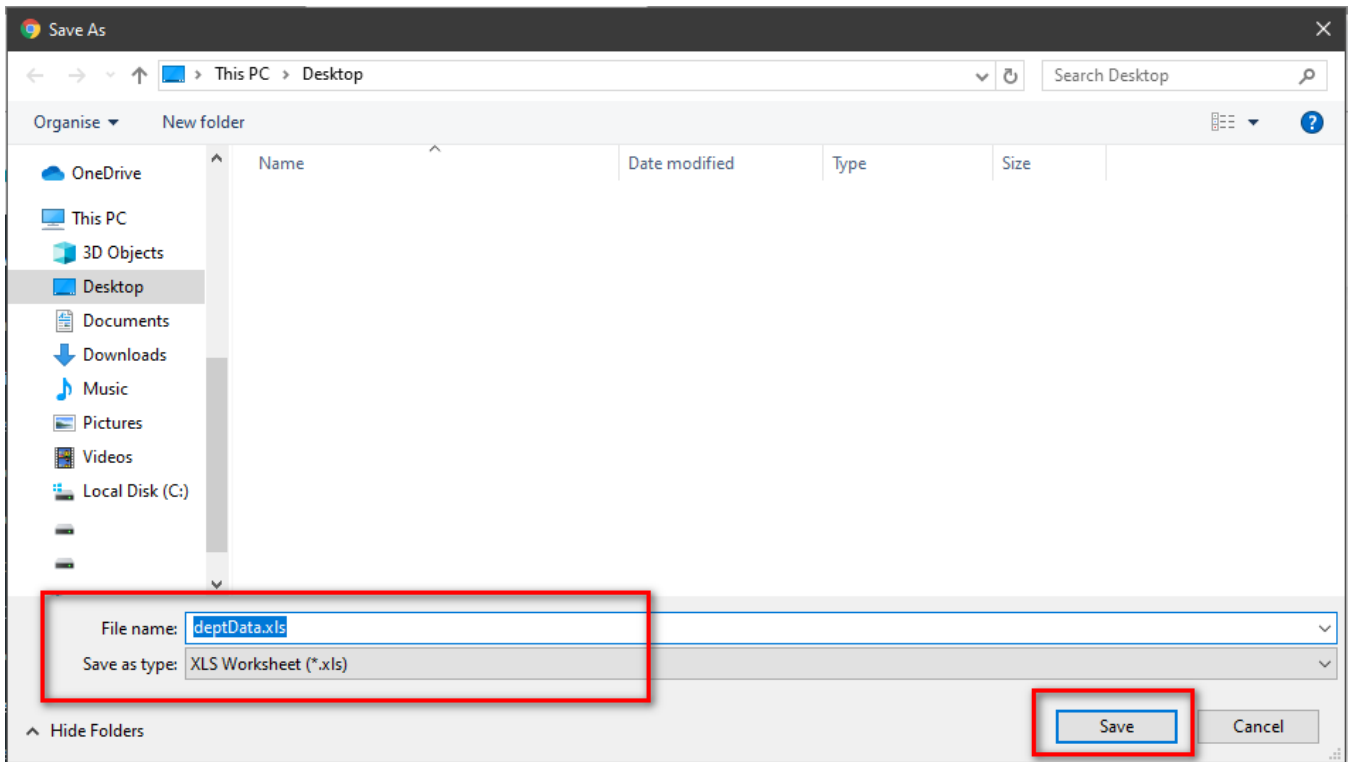 Save As
This PC > Desktop
Search Desktop
Organise
New folder
Name
Date modified
Type
Size
OneDrive
This PC
3D Objects
Desktop
Documents
Downloads
Music
Pictures
Videos
Local Disk (C:)
File name: deptData.xls
Save as type: XLS Worksheet (*.xls)
Hide Folders
Save
Cancel